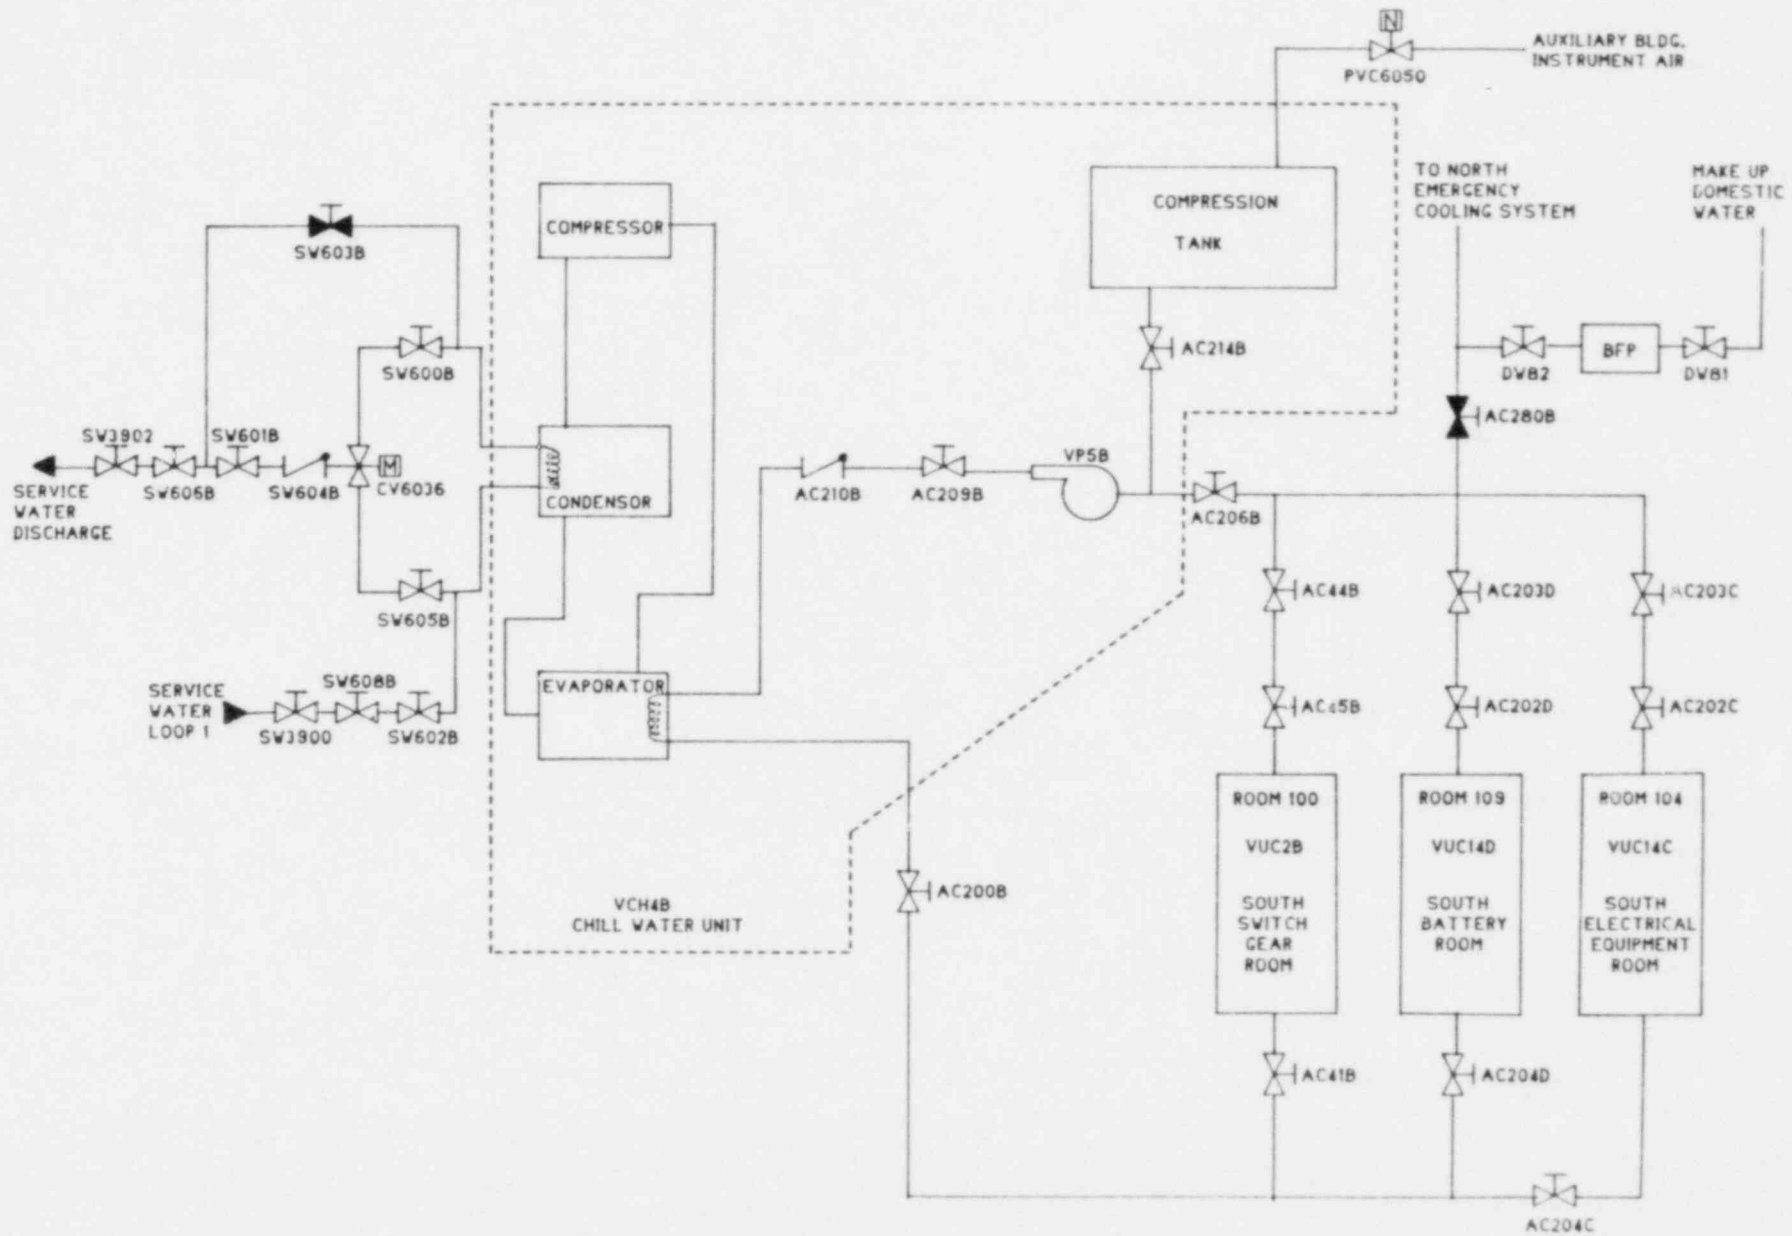 N
PVC6050
AUXILIARY BLDG.
INSTRUMENT AIR
COMPRESSOR
COMPRESSION
TANK
TO NORTH
EMERGENCY
COOLING SYSTEM
MAKE UP
DOMESTIC
WATER
SW603B
SW600B
AC214B
DW82
BFP
DW81
AC280B
SW3902
SW606B
SW601B
SW604B
M
CV6036
SERVICE
WATER
DISCHARGE
CONDENSOR
AC210B
AC209B
VP5B
AC206B
SW605B
AC44B
AC203D
AC203C
SERVICE
WATER
LOOP 1
SW3900
SW608B
SW602B
EVAPORATOR
AC45B
AC202D
AC202C
VCH4B
CHILL WATER UNIT
AC200B
ROOM 100
VUC2B
SOUTH
SWITCH
GEAR
ROOM
ROOM 109
VUC14D
SOUTH
BATTERY
ROOM
ROOM 104
VUC14C
SOUTH
ELECTRICAL
EQUIPMENT
ROOM
AC41B
AC204D
AC204C